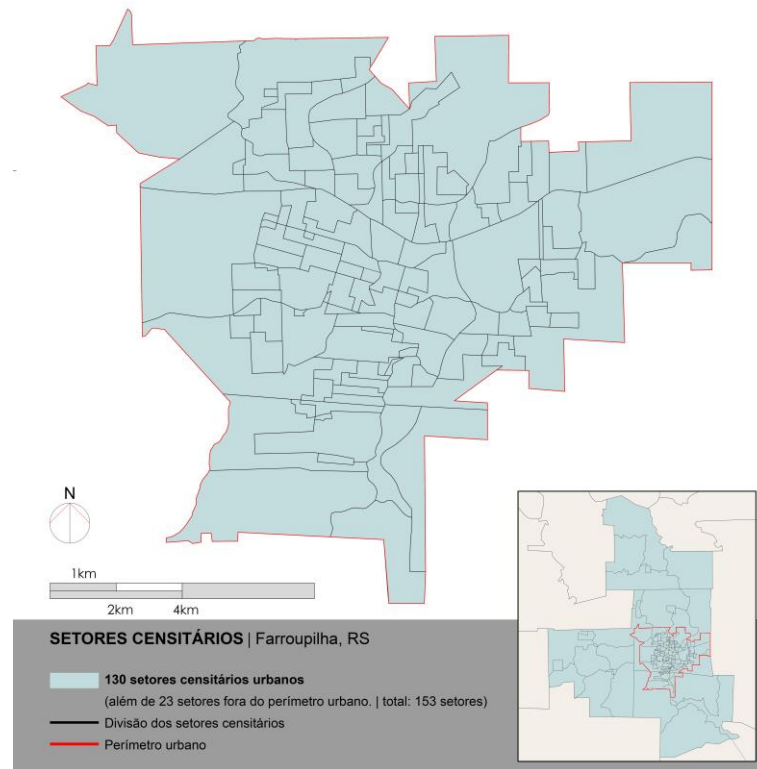 N
1km
2km 4km
SETORES CENSITÁRIOS | Farroupilha, RS
130 setores censitários urbanos
(além de 23 setores fora do perímetro urbano. | total: 153 setores)
Divisão dos setores censitários
Perímetro urbano